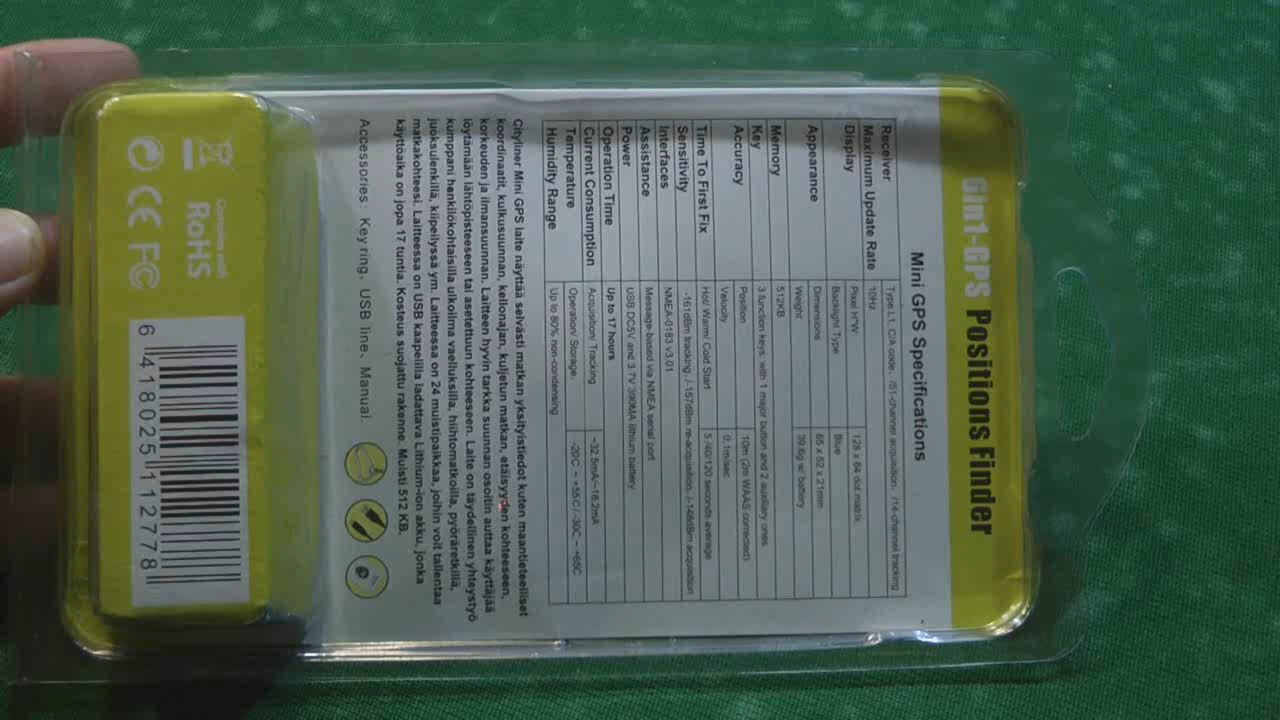 6in1-GPS Positions Finder
Mini GPS Specifications
Receiver Type L1, C/A code, /51-channel acquisition, /14-channel tracking
Maximum Update Rate 10Hz
Display Pixel H*W 128 x 64 dot matrix
Backlight Type Blue
Appearance Dimensions 65 x 52 x 21mm
Weight 39.6g w/ battery
Memory 512KB
Key 3 function keys, with 1 major button and 2 auxiliary ones
Accuracy Position 10m (2m WAAS corrected)
Velocity 0.1m/sec
Time To First Fix Hot/ Warm/ Cold Start 5 /40/120 seconds average
Sensitivity -161dBm tracking, /-157dBm re-acquisition, /-148dBm acquisition
Interfaces NMEA-0183 v3.01
Assistance Message-based via NMEA serial port
Power USB DC5V and 3.7V 390MA lithium battery
Operation Time Up to 17 hours
Current Consumption Acquisition/ Tracking ~32.5mA/~18.2mA
Temperature Operation/ Storage: -20C ~ +55C / -30C ~ +65C
Humidity Range Up to 80% non-condensing
Cityliner Mini GPS laite näyttää selvästi matkan yksityistiedot kuten maantieteelliset
koordinaatit, kulkusuunnan, kellonajan, kuljetun matkan, etäisyyden kohteeseen,
korkeuden ja ilmansuunnan. Laitteen hyvin tarkka suunnan osoitin auttaa käyttäjää
löytämään lähtöpisteeseen tai asetettuun kohteeseen. Laite on täydellinen yhteystyö
kumppani henkilökohtaisilla ulkoilma vaelluksilla, hiihtomatkoilla, pyöräretkillä,
juoksulenkillä, kiipeilyssä ym. Laitteessa on 24 muistipaikkaa, joihin voit tallentaa
matkakohteesi. Laitteessa on USB kaapelilla ladattava Lithium-ion akku, jonka
käyttöaika on jopa 17 tuntia. Kosteus suojattu rakenne. Muisti 512 KB.
Accessories: Key ring、USB line、Manual.
Complies with
RoHS
CE FC
6 418025 112778